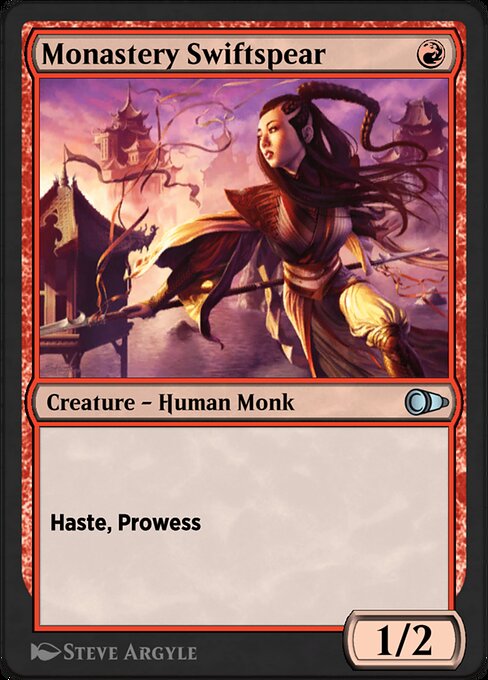 Monastery Swiftspear
Creature – Human Monk
Haste, Prowess
1/2
Steve Argyle